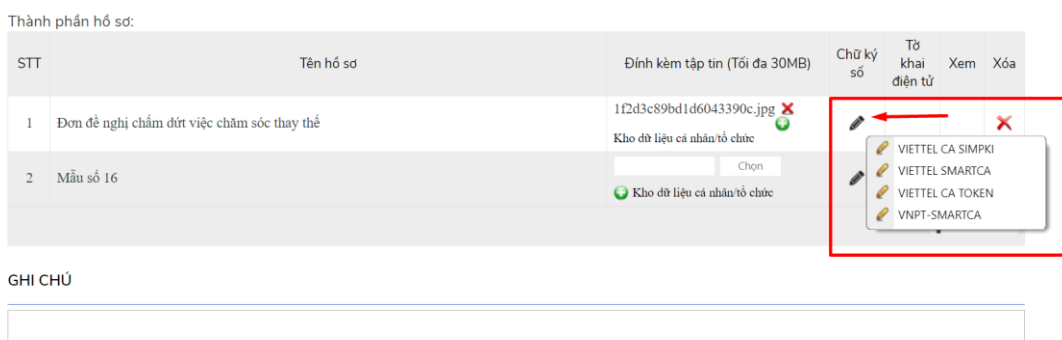 Thành phần hồ sơ:
STT Tên hồ sơ Đính kèm tập tin (Tối đa 30MB) Chữ ký số Tờ khai điện tử Xem Xóa
1 Đơn đề nghị chấm dứt việc chăm sóc thay thế 1f2d3c89bd1d6043390c.jpg
Kho dữ liệu cá nhân/tổ chức
VIETTEL CA SIMPKI
2 Mẫu số 16 Chọn
VIETTEL SMARTCA
Kho dữ liệu cá nhân/tổ chức
VIETTEL CA TOKEN
VNPT-SMARTCA
GHI CHÚ